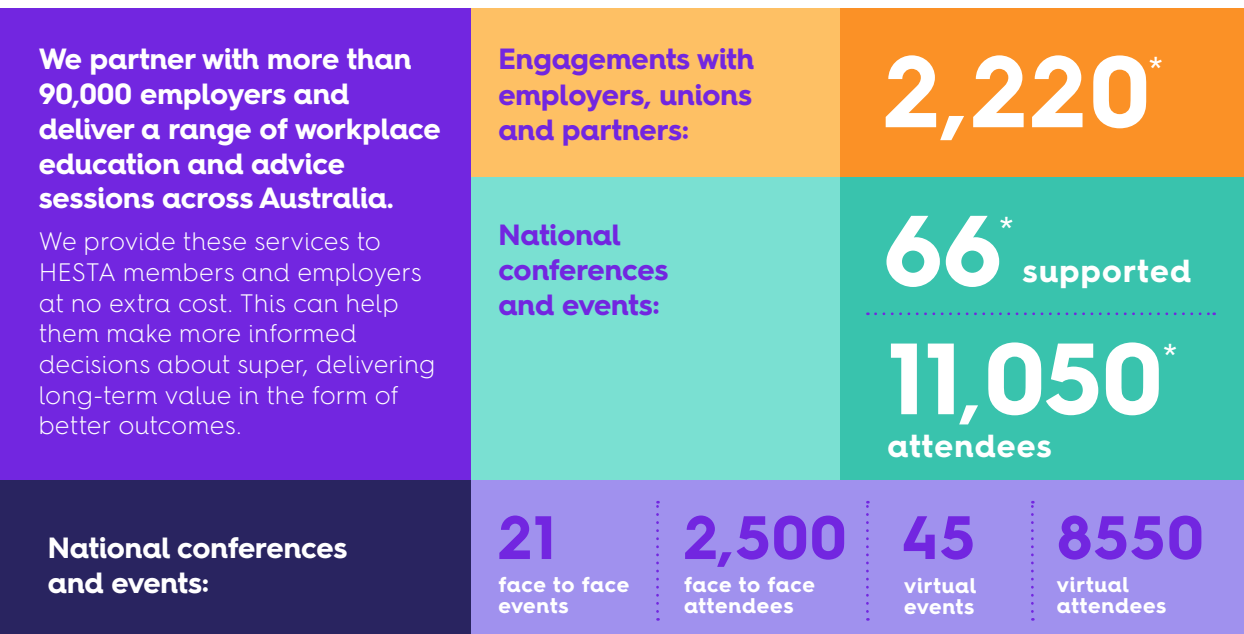 We partner with more than
90,000 employers and
deliver a range of workplace
education and advice
sessions across Australia.
We provide these services to
HESTA members and employers
at no extra cost. This can help
them make more informed
decisions about super, delivering
long-term value in the form of
better outcomes.
Engagements with
employers, unions
and partners:
2,220*
National
conferences
and events:
66* supported
11,050*
attendees
National conferences
and events:
21
face to face
events
2,500
face to face
attendees
45
virtual
events
8550
virtual
attendees